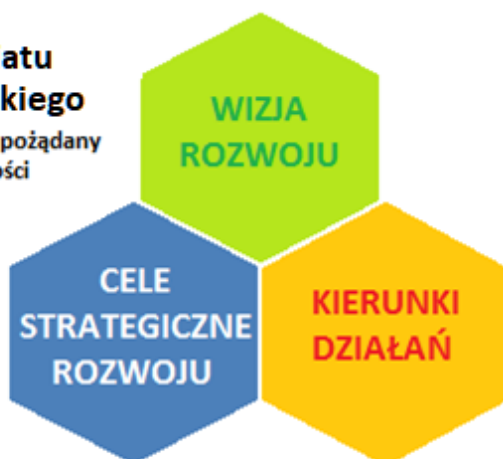 atu
kiego
pożądany
ości
WIZJA
ROZWOJU
CELE
STRATEGICZNE
ROZWOJU
KIERUNKI
DZIAŁAŃ